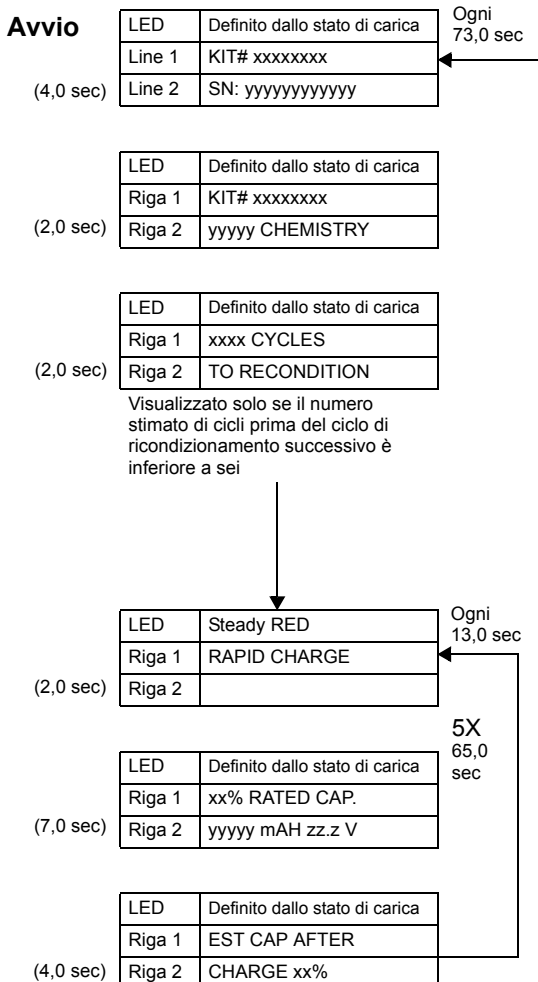 Avvio
LED Definito dallo stato di carica
Line 1 KIT# xxxxxxxx
(4,0 sec) Line 2 SN: yyyyyyyyyyyy
Ogni
73,0 sec
LED Definito dallo stato di carica
Riga 1 KIT# xxxxxxxx
(2,0 sec) Riga 2 yyyyy CHEMISTRY
LED Definito dallo stato di carica
Riga 1 xxxx CYCLES
(2,0 sec) Riga 2 TO RECONDITION
Visualizzato solo se il numero
stimato di cicli prima del ciclo di
ricondizionamento successivo è
inferiore a sei
LED Steady RED
Riga 1 RAPID CHARGE
(2,0 sec) Riga 2
Ogni
13,0 sec
5X
65,0
sec
LED Definito dallo stato di carica
Riga 1 xx% RATED CAP.
(7,0 sec) Riga 2 yyyyy mAH zz.z V
LED Definito dallo stato di carica
Riga 1 EST CAP AFTER
(4,0 sec) Riga 2 CHARGE xx%